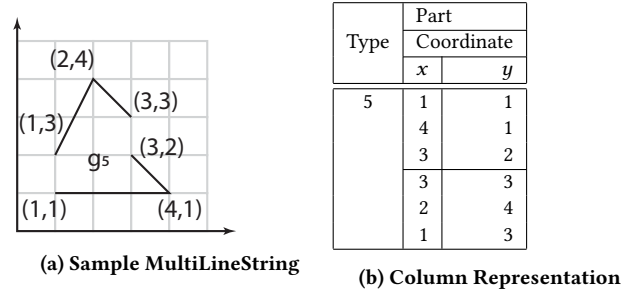 (2,4)
(3,3)
(1,3)
(3,2)
g5
(1,1)
(4,1)
(a) Sample MultiLineString
Part
Type
Coordinate
x y
5 1 1
4 1
3 2
3 3
2 4
1 3
(b) Column Representation